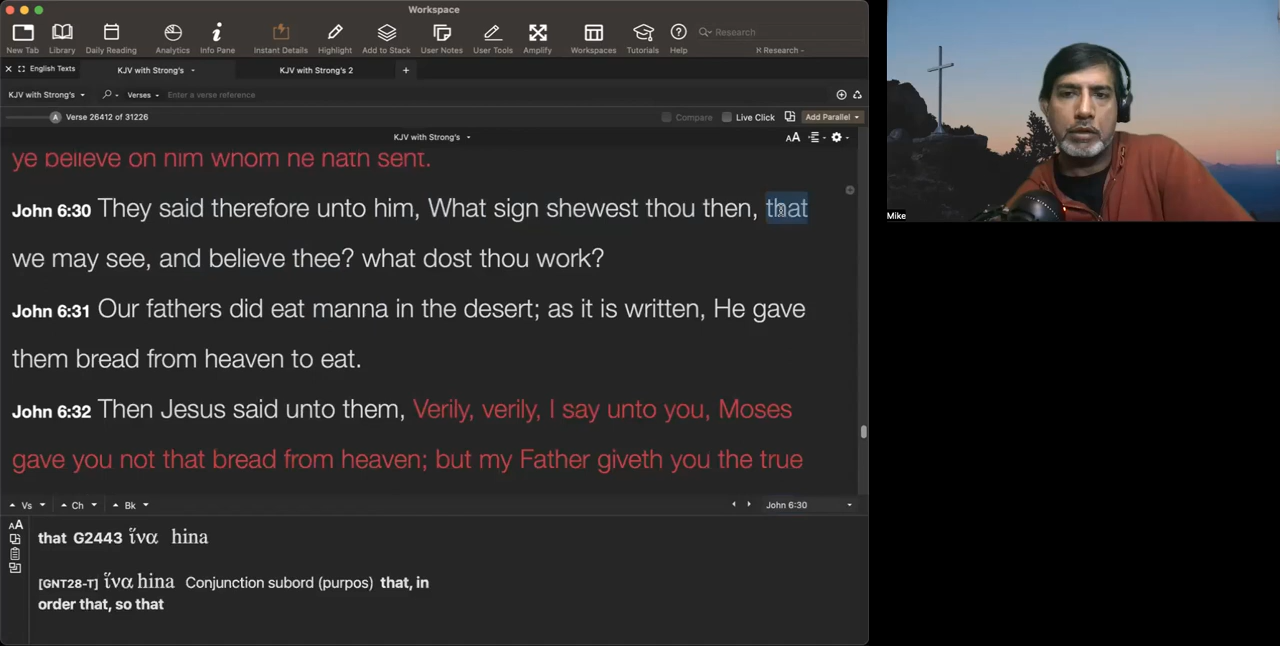 Workspace
New Tab Library Daily Reading Analytics Info Pane Instant Details Highlight Add to Stack User Notes User Tools Amplify Workspaces Tutorials Help Research
Research
English Texts KJV with Strong's KJV with Strong's 2 +
KJV with Strong's Verses Enter a verse reference
A Verse 26412 of 31226 Compare Live Click Add Parallel
KJV with Strong's AA
ye believe on him whom he hath sent.
John 6:30 They said therefore unto him, What sign shewest thou then, that
we may see, and believe thee? what dost thou work?
John 6:31 Our fathers did eat manna in the desert; as it is written, He gave
them bread from heaven to eat.
John 6:32 Then Jesus said unto them, Verily, verily, I say unto you, Moses
gave you not that bread from heaven; but my Father giveth you the true
Vs Ch Bk John 6:30
AA
that G2443 ἵνα hina
[GNT28-T] ἵνα hina Conjunction subord (purpos) that, in
order that, so that
Mike